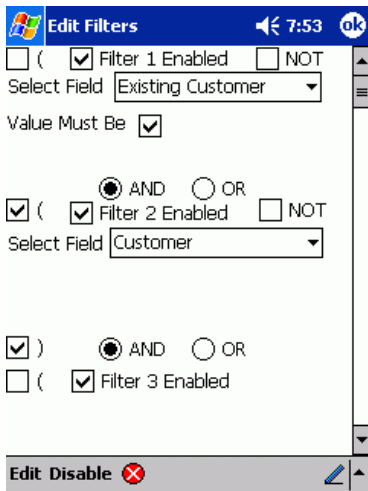 Edit Filters 7:53 ok
( Filter 1 Enabled NOT
Select Field Existing Customer
Value Must Be
AND OR
( Filter 2 Enabled NOT
Select Field Customer
) AND OR
( Filter 3 Enabled
Edit Disable